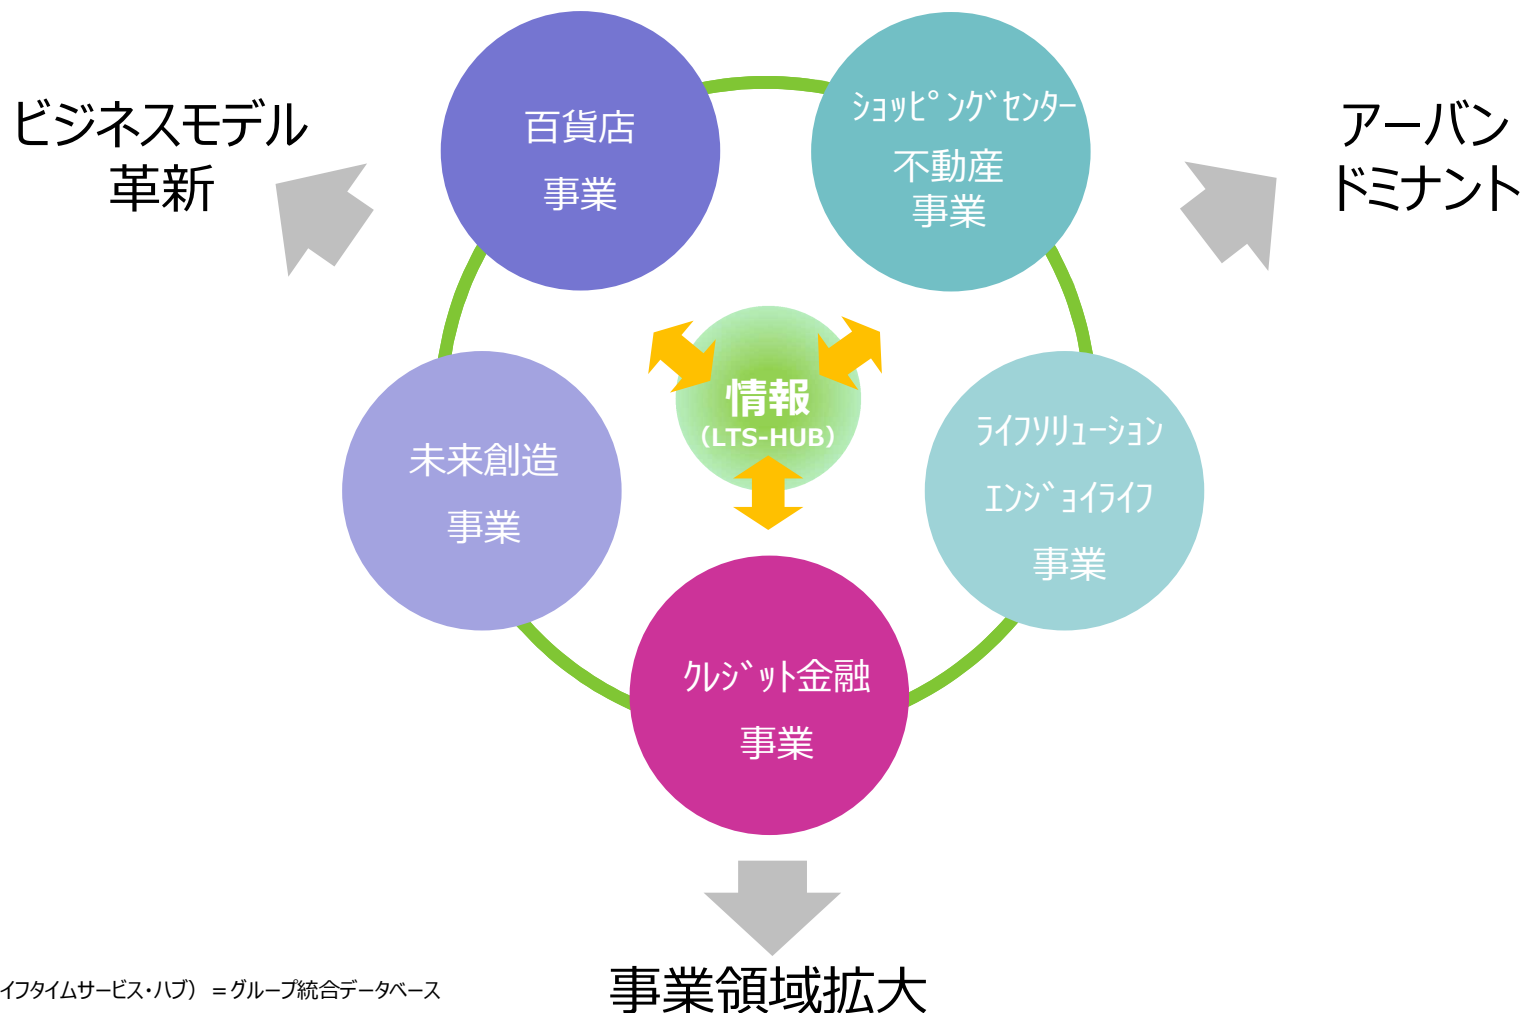 ビジネスモデル
革新
百貨店
事業
ｼｮｯﾋﾟﾝｸﾞｾﾝﾀｰ
不動産
事業
アーバン
ドミナント
情報
（LTS-HUB）
未来創造
事業
ﾗｲﾌｿﾘｭｰｼｮﾝ
ｴﾝｼﾞｮｲﾗｲﾌ
事業
ｸﾚｼﾞｯﾄ金融
事業
事業領域拡大
イフタイムサービス・ハブ）＝グループ統合データベース